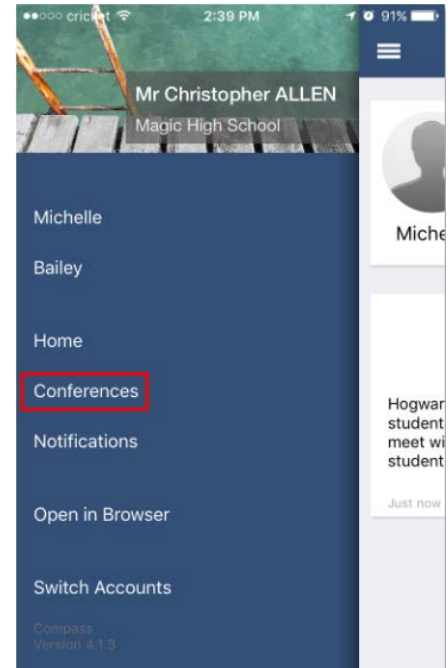 cricket 2:39 PM 91%
Mr Christopher ALLEN
Magic High School
Michelle
Bailey
Home
Conferences
Notifications
Open in Browser
Switch Accounts
Compass
Version 4.1.3
Miche
Hogwar
student
meet wi
student
Just now